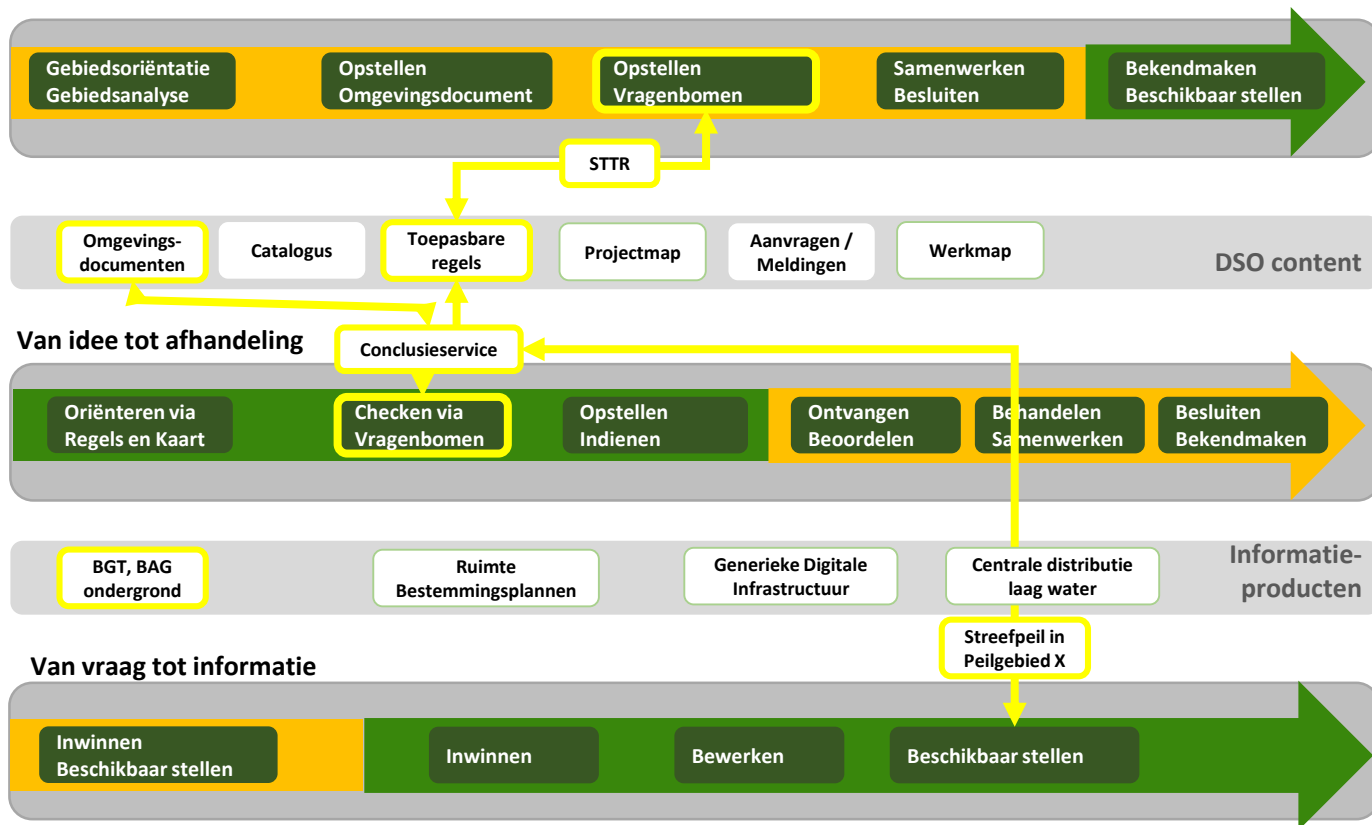 Gebiedsoriëntatie
Gebiedsanalyse
Opstellen
Omgevingsdocument
Opstellen
Vragenbomen
Samenwerken
Besluiten
Bekendmaken
Beschikbaar stellen
STTR
Omgevings-
documenten
Catalogus
Toepasbare
regels
Projectmap
Aanvragen /
Meldingen
Werkmap
DSO content
Van idee tot afhandeling
Conclusieservice
Oriënteren via
Regels en Kaart
Checken via
Vragenbomen
Opstellen
Indienen
Ontvangen
Beoordelen
Behandelen
Samenwerken
Besluiten
Bekendmaken
BGT, BAG
ondergrond
Ruimte
Bestemmingsplannen
Generieke Digitale
Infrastructuur
Centrale distributie
laag water
Informatie-
producten
Streefpeil in
Peilgebied X
Van vraag tot informatie
Inwinnen
Beschikbaar stellen
Inwinnen
Bewerken
Beschikbaar stellen